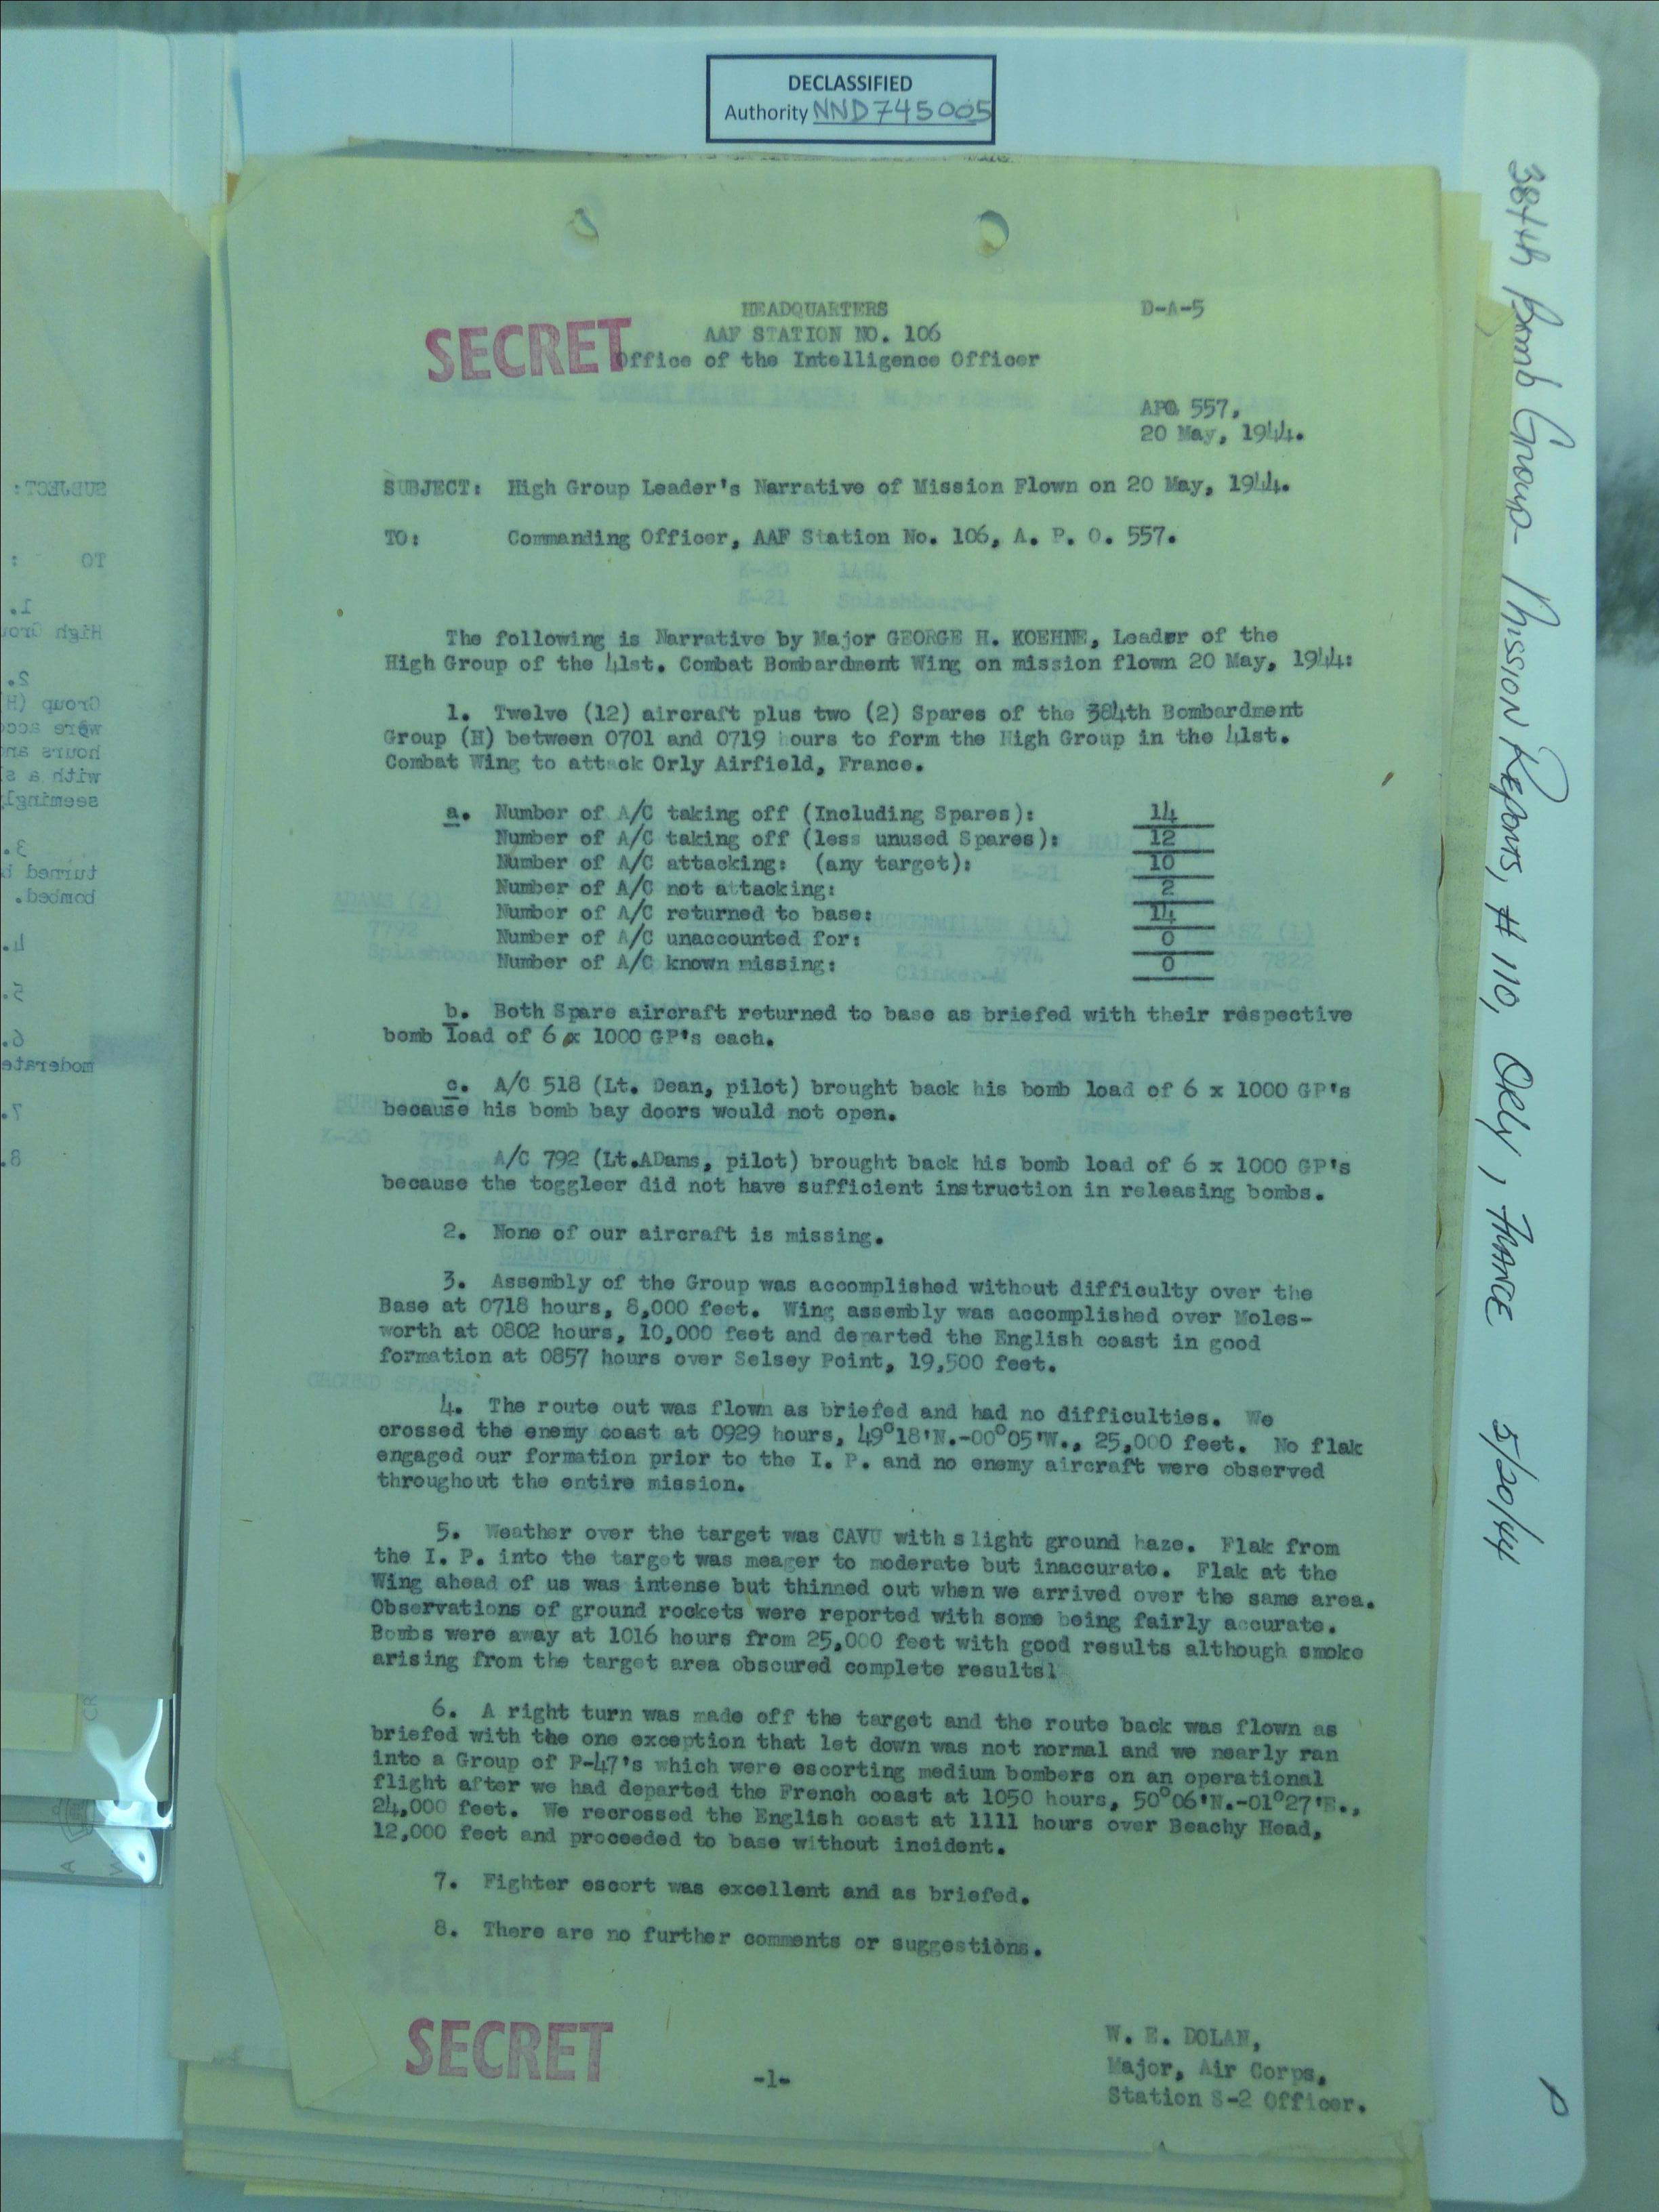 DECLASSIFIED
Authority NND745005
384th Bomb Group - Mission Reports, # 110, Orly, France 5/20/44
HEADQUARTERS D-A-5
AAF STATION NO. 106
SECRET
Office of the Intelligence Officer
APO 557,
20 May, 1944.
SUBJECT: High Group Leader's Narrative of Mission Flown on 20 May, 1944.
TO: Commanding Officer, AAF Station No. 106, A. P. O. 557.
The following is Narrative by Major GEORGE H. KOEHNE, Leader of the
High Group of the 41st. Combat Bombardment Wing on mission flown 20 May, 1944:
1. Twelve (12) aircraft plus two (2) Spares of the 384th Bombardment
Group (H) between 0701 and 0719 hours to form the High Group in the 41st.
Combat Wing to attack Orly Airfield, France.
a. Number of A/C taking off (Including Spares): 14
Number of A/C taking off (less unused Spares): 12
Number of A/C attacking: (any target): 10
Number of A/C not attacking: 2
Number of A/C returned to base: 14
Number of A/C unaccounted for: 0
Number of A/C known missing: 0
b. Both Spare aircraft returned to base as briefed with their respective
bomb load of 6 x 1000 GP's each.
c. A/C 518 (Lt. Dean, pilot) brought back his bomb load of 6 x 1000 GP's
because his bomb bay doors would not open.
A/C 792 (Lt.ADams, pilot) brought back his bomb load of 6 x 1000 GP's
because the toggleer did not have sufficient instruction in releasing bombs.
2. None of our aircraft is missing.
3. Assembly of the Group was accomplished without difficulty over the
Base at 0718 hours, 8,000 feet. Wing assembly was accomplished over Moles-
worth at 0802 hours, 10,000 feet and departed the English coast in good
formation at 0857 hours over Selsey Point, 19,500 feet.
4. The route out was flown as briefed and had no difficulties. We
crossed the enemy coast at 0929 hours, 49°18'N.-00°05'W., 25,000 feet. No flak
engaged our formation prior to the I. P. and no enemy aircraft were observed
throughout the entire mission.
5. Weather over the target was CAVU with slight ground haze. Flak from
the I. P. into the target was meager to moderate but inaccurate. Flak at the
Wing ahead of us was intense but thinned out when we arrived over the same area.
Observations of ground rockets were reported with some being fairly accurate.
Bombs were away at 1016 hours from 25,000 feet with good results although smoke
arising from the target area obscured complete results1
6. A right turn was made off the target and the route back was flown as
briefed with the one exception that let down was not normal and we nearly ran
into a Group of P-47's which were escorting medium bombers on an operational
flight after we had departed the French coast at 1050 hours, 50°06'N.-01°27'E.,
24,000 feet. We recrossed the English coast at 1111 hours over Beachy Head,
12,000 feet and proceeded to base without incident.
7. Fighter escort was excellent and as briefed.
8. There are no further comments or suggestions.
SECRET
W. E. DOLAN,
Major, Air Corps,
Station S-2 Officer.
-1-